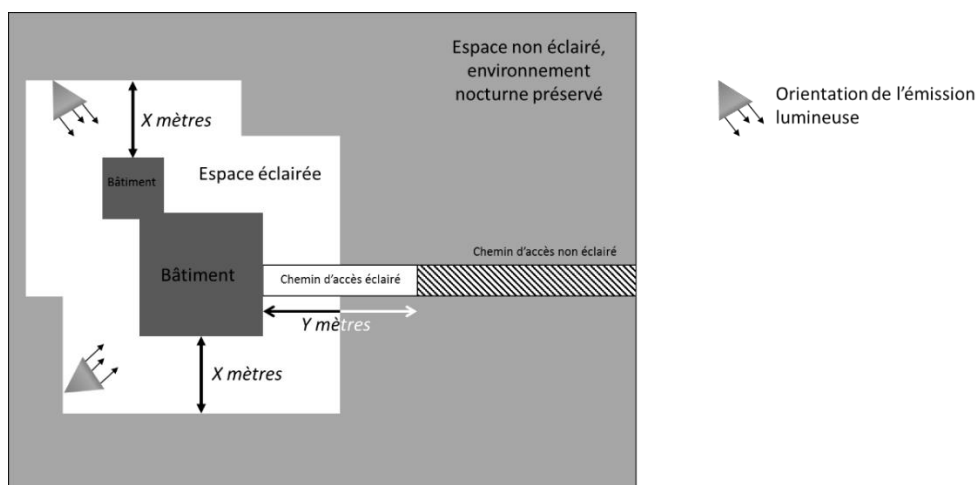 Espace non éclairé,
environnement
nocturne préservé
Orientation de l'émission
lumineuse
X mètres
Bâtiment
Espace éclairée
Chemin d'accès non éclairé
Bâtiment
Chemin d'accès éclairé
Y mètres
X mètres